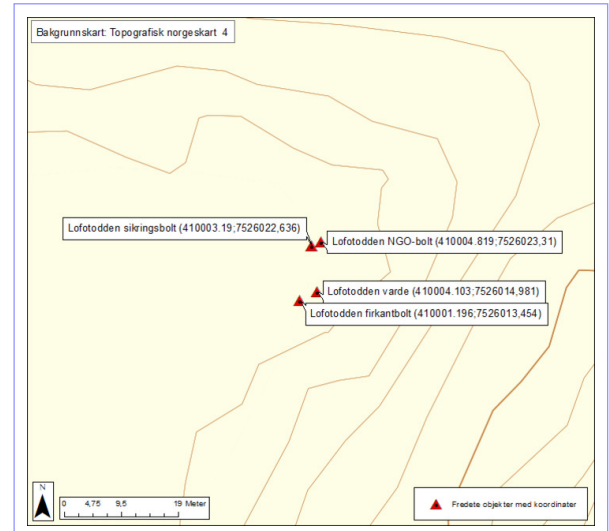 Bakgrunnskart: Topografisk norgeskart 4
Lofotodden sikringsbolt (410003.19;7526022,636)
Lofotodden NGO-bolt (410004.819;7526023,31)
Lofotodden varde (410004.103;7526014,981)
Lofotodden firkantbolt (410001.196;7526013,454)
N
0 4,75 9,5 19 Meter
Fredete objekter med koordinater